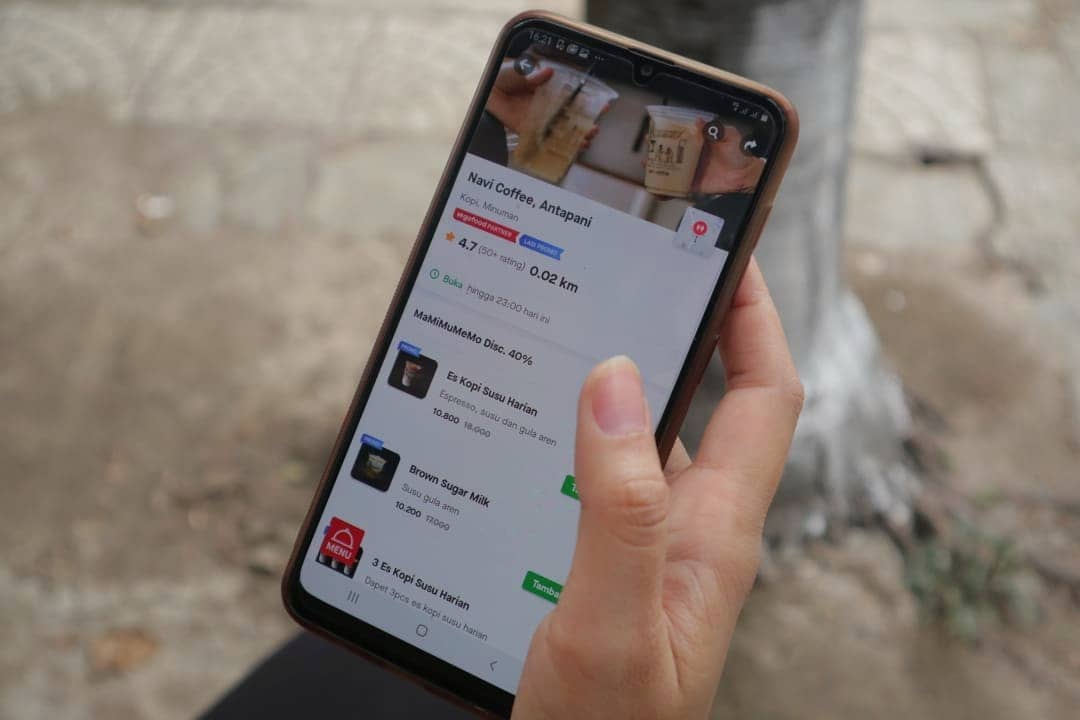 16:21
Navi Coffee, Antapani
Kopi, Minuman
#gofood PARTNER
LAGI PROMO
4.7 (50+ rating) 0.02 km
Buka hingga 23:00 hari ini
MaMiMuMeMo Disc. 40%
PROMO
Es Kopi Susu Harian
Espresso, susu dan gula aren
10.800 18.000
PROMO
Brown Sugar Milk
Susu gula aren
10.200 17.000
MENU
3 Es Kopi Susu Harian
Tamba
Dapet 3pcs es kopi susu harian